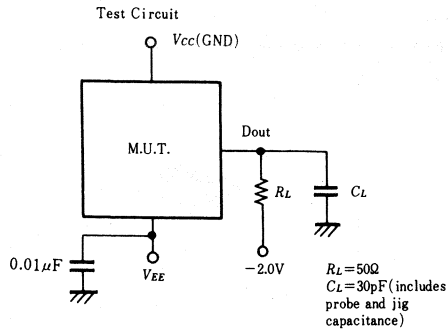 Test Circuit
Vcc(GND)
M.U.T.
Dout
RL
CL
0.01μF
VEE
−2.0V
RL=50Ω
CL=30pF(includes
probe and jig
capacitance)